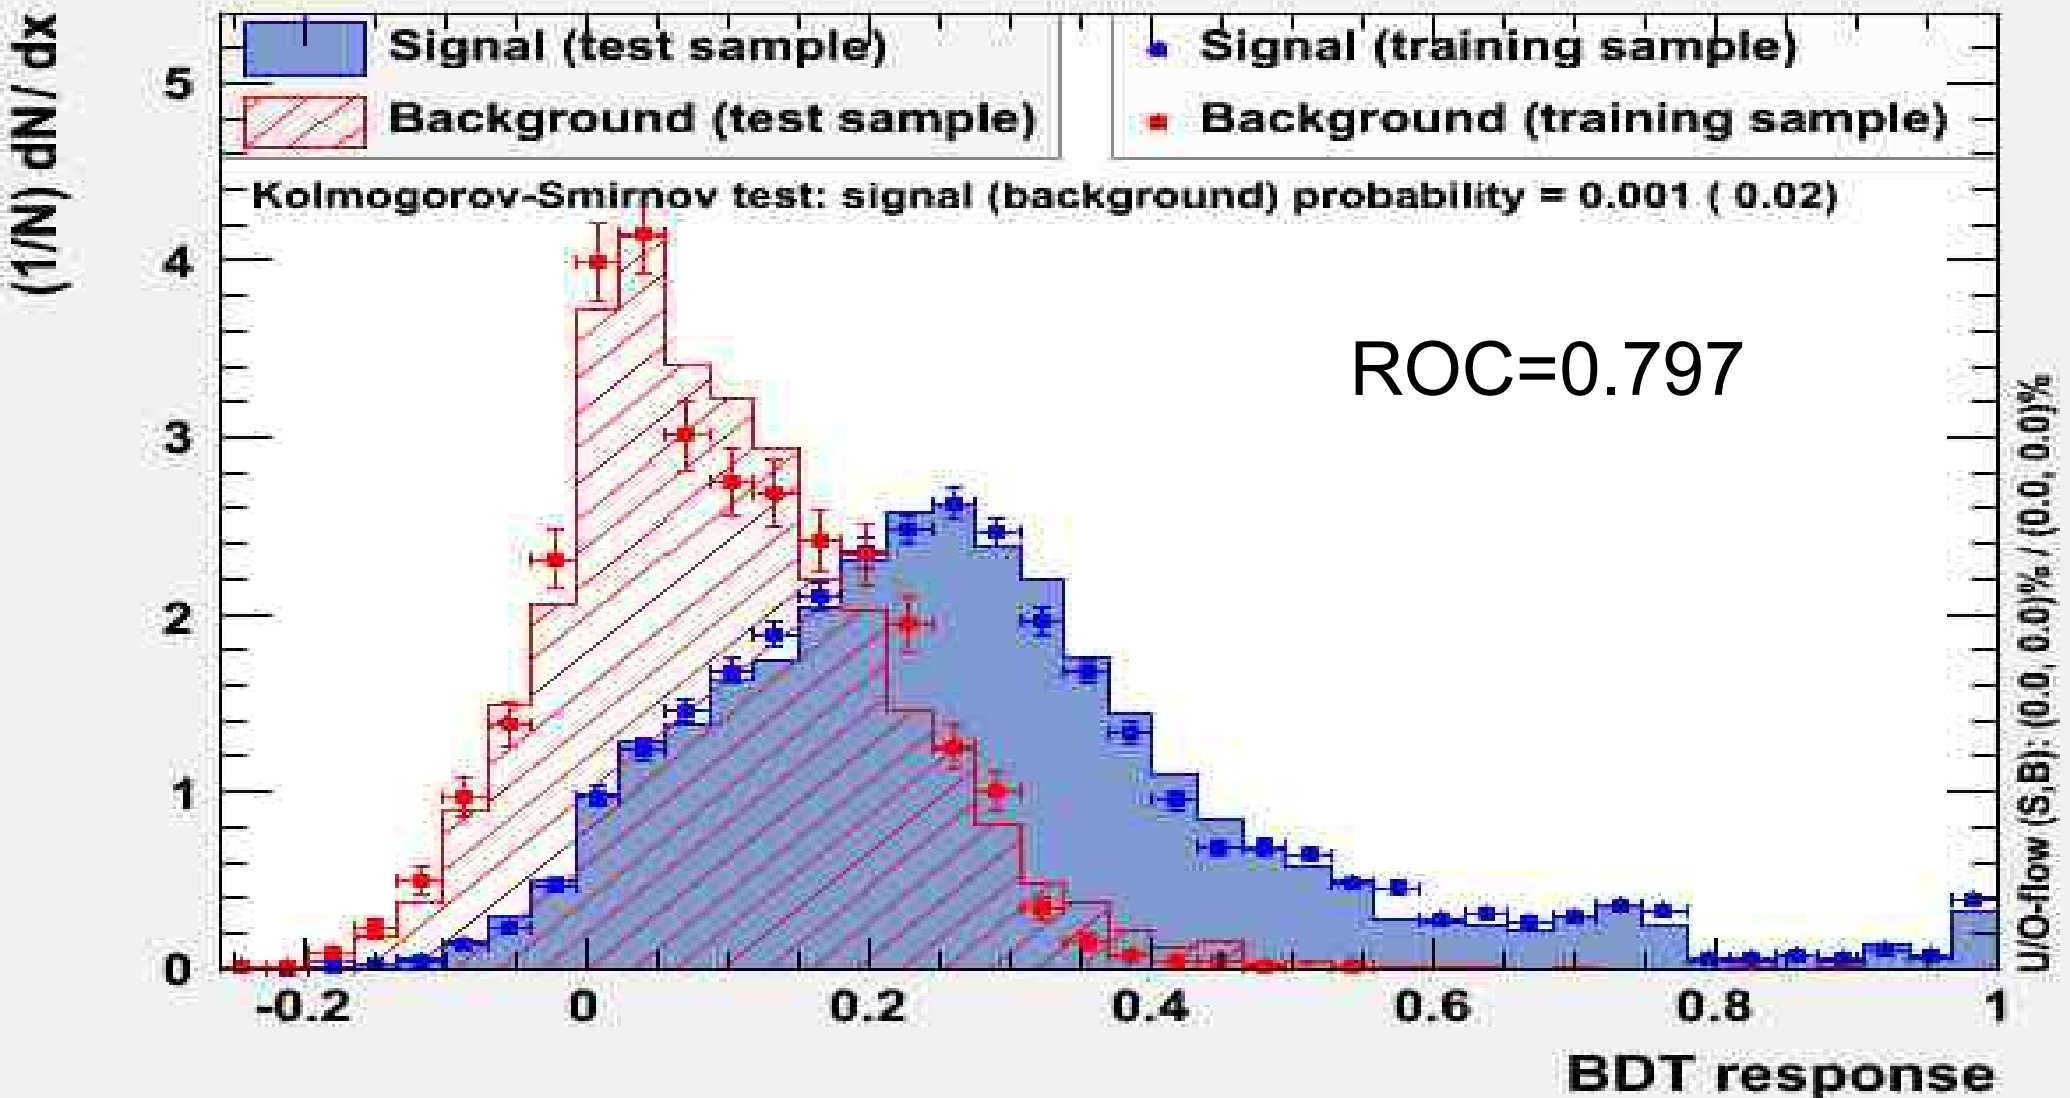 (1/N) dN/ dx
Signal (test sample)
Background (test sample)
Signal (training sample)
Background (training sample)
Kolmogorov-Smirnov test: signal (background) probability = 0.001 ( 0.02)
ROC=0.797
5
4
3
2
1
0
-0.2 0 0.2 0.4 0.6 0.8 1
BDT response
U/O-flow (S,B): (0.0, 0.0)% / (0.0, 0.0)%